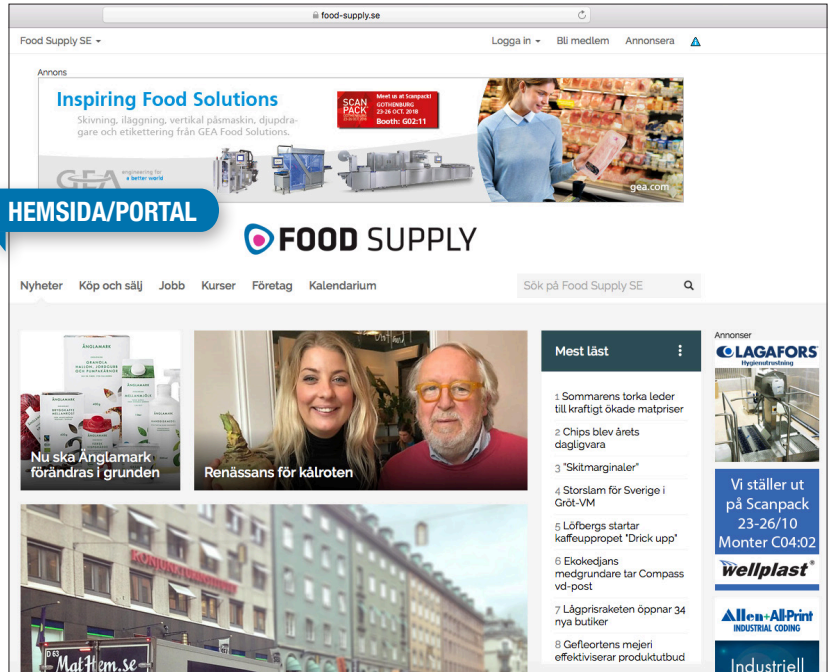 food-supply.se
Food Supply SE
Logga in
Bli medlem
Annonsera
Annons
Inspiring Food Solutions
Skivning, iläggning, vertikal påsmaskin, djupdra-
gare och etikettering från GEA Food Solutions.
SCAN
PACK
Meet us at Scanpack!
GOTHENBURG
23-26 OCT. 2018
Booth: G02:11
GEA
engineering for
a better world
gea.com
HEMSIDA/PORTAL
FOOD SUPPLY
Nyheter
Köp och sälj
Jobb
Kurser
Företag
Kalendarium
Sök på Food Supply SE
ÄNGLAMARK
GRANOLA
HALLON, JORDGUBB
OCH PUMPAKÄRNOR
Nu ska Änglamark
förändras i grunden
Renässans för kålroten
Mest läst
1 Sommarens torka leder
till kraftigt ökade matpriser
2 Chips blev årets
dagligvara
3 "Skitmarginaler"
4 Storslam för Sverige i
Gröt-VM
5 Löfbergs startar
kaffeuppropet "Drick upp"
6 Ekokedjans
medgrundare tar Compass
vd-post
7 Lågprisraketen öppnar 34
nya butiker
8 Gefleortens mejeri
effektiviserar produktutbud
Annonser
LAGAFORS
Hygienutrustning
Vi ställer ut
på Scanpack
23-26/10
Monter C04:02
wellplast
Allen+All-Print
INDUSTRIAL CODING
Industriell
KONJUNKTURINSTITUTET
D 63
MatHem.se